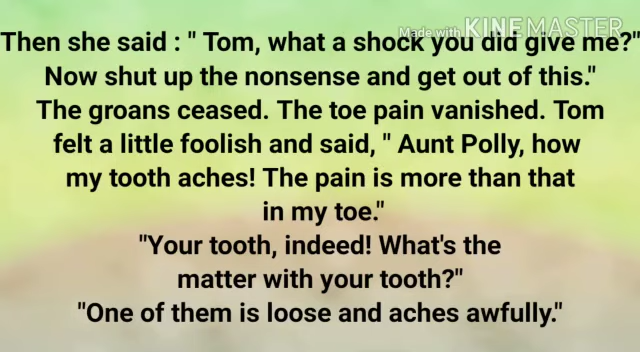 Made with KINEMASTER
Then she said : " Tom, what a shock you did give me?"
Now shut up the nonsense and get out of this."
The groans ceased. The toe pain vanished. Tom
felt a little foolish and said, " Aunt Polly, how
my tooth aches! The pain is more than that
in my toe."
"Your tooth, indeed! What's the
matter with your tooth?"
"One of them is loose and aches awfully."